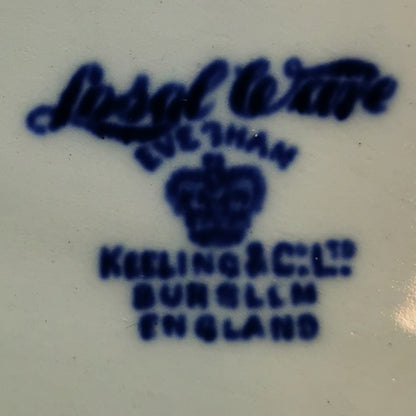 Losol Ware
EVESHAM
KEELING & Co. LTD
BURSLEM
ENGLAND